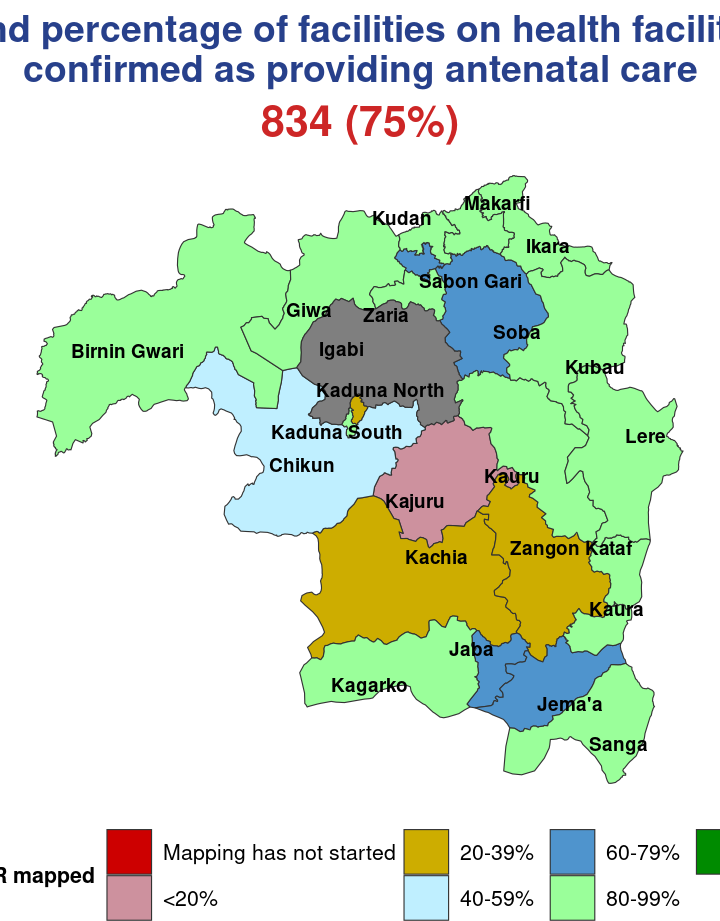 nd percentage of facilities on health facilit
confirmed as providing antenatal care
834 (75%)
Makarfi
Kudan
Ikara
Sabon Gari
Giwa
Zaria
Soba
Birnin Gwari
Igabi
Kubau
Kaduna North
Kaduna South
Lere
Chikun
Kauru
Kajuru
Zangon Kataf
Kachia
Kaura
Jaba
Kagarko
Jema'a
Sanga
R mapped
Mapping has not started
20-39%
60-79%
<20%
40-59%
80-99%